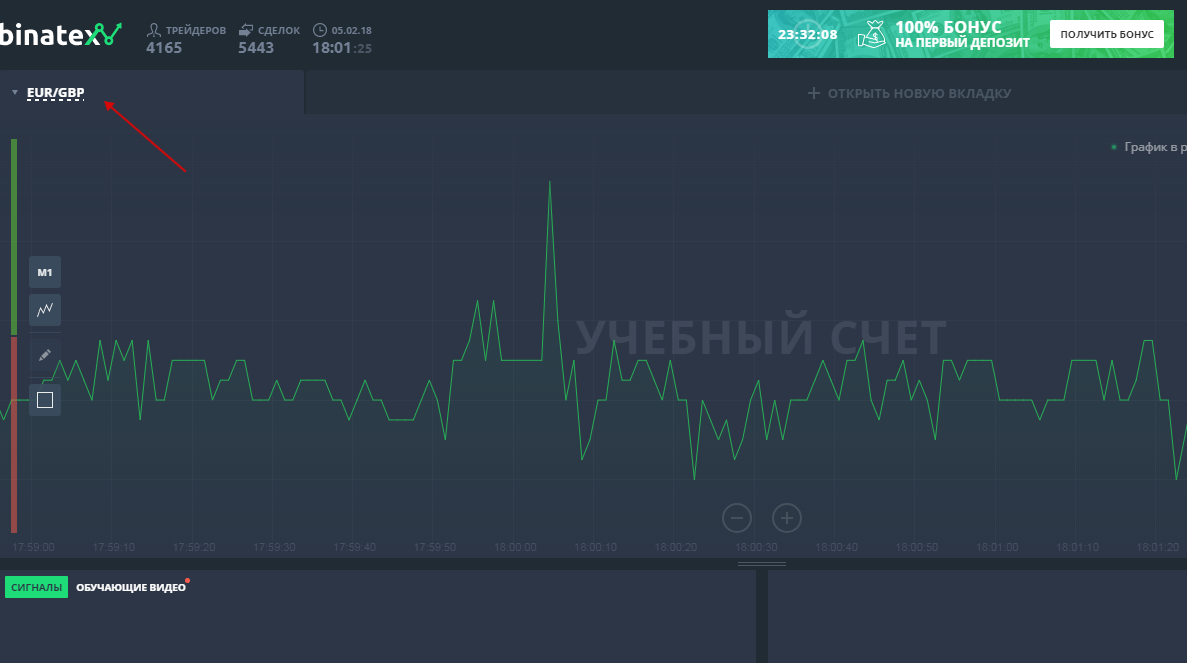 binatex
ТРЕЙДЕРОВ
4165
СДЕЛОК
5443
05.02.18
18:01:25
23:32:08
100% БОНУС
НА ПЕРВЫЙ ДЕПОЗИТ
ПОЛУЧИТЬ БОНУС
EUR/GBP
+ ОТКРЫТЬ НОВУЮ ВКЛАДКУ
График в р
M1
УЧЕБНЫЙ СЧЕТ
17:59:00 17:59:10 17:59:20 17:59:30 17:59:40 17:59:50 18:00:00 18:00:10 18:00:20 18:00:30 18:00:40 18:00:50 18:01:00 18:01:10 18:01:20
СИГНАЛЫ ОБУЧАЮЩИЕ ВИДЕО